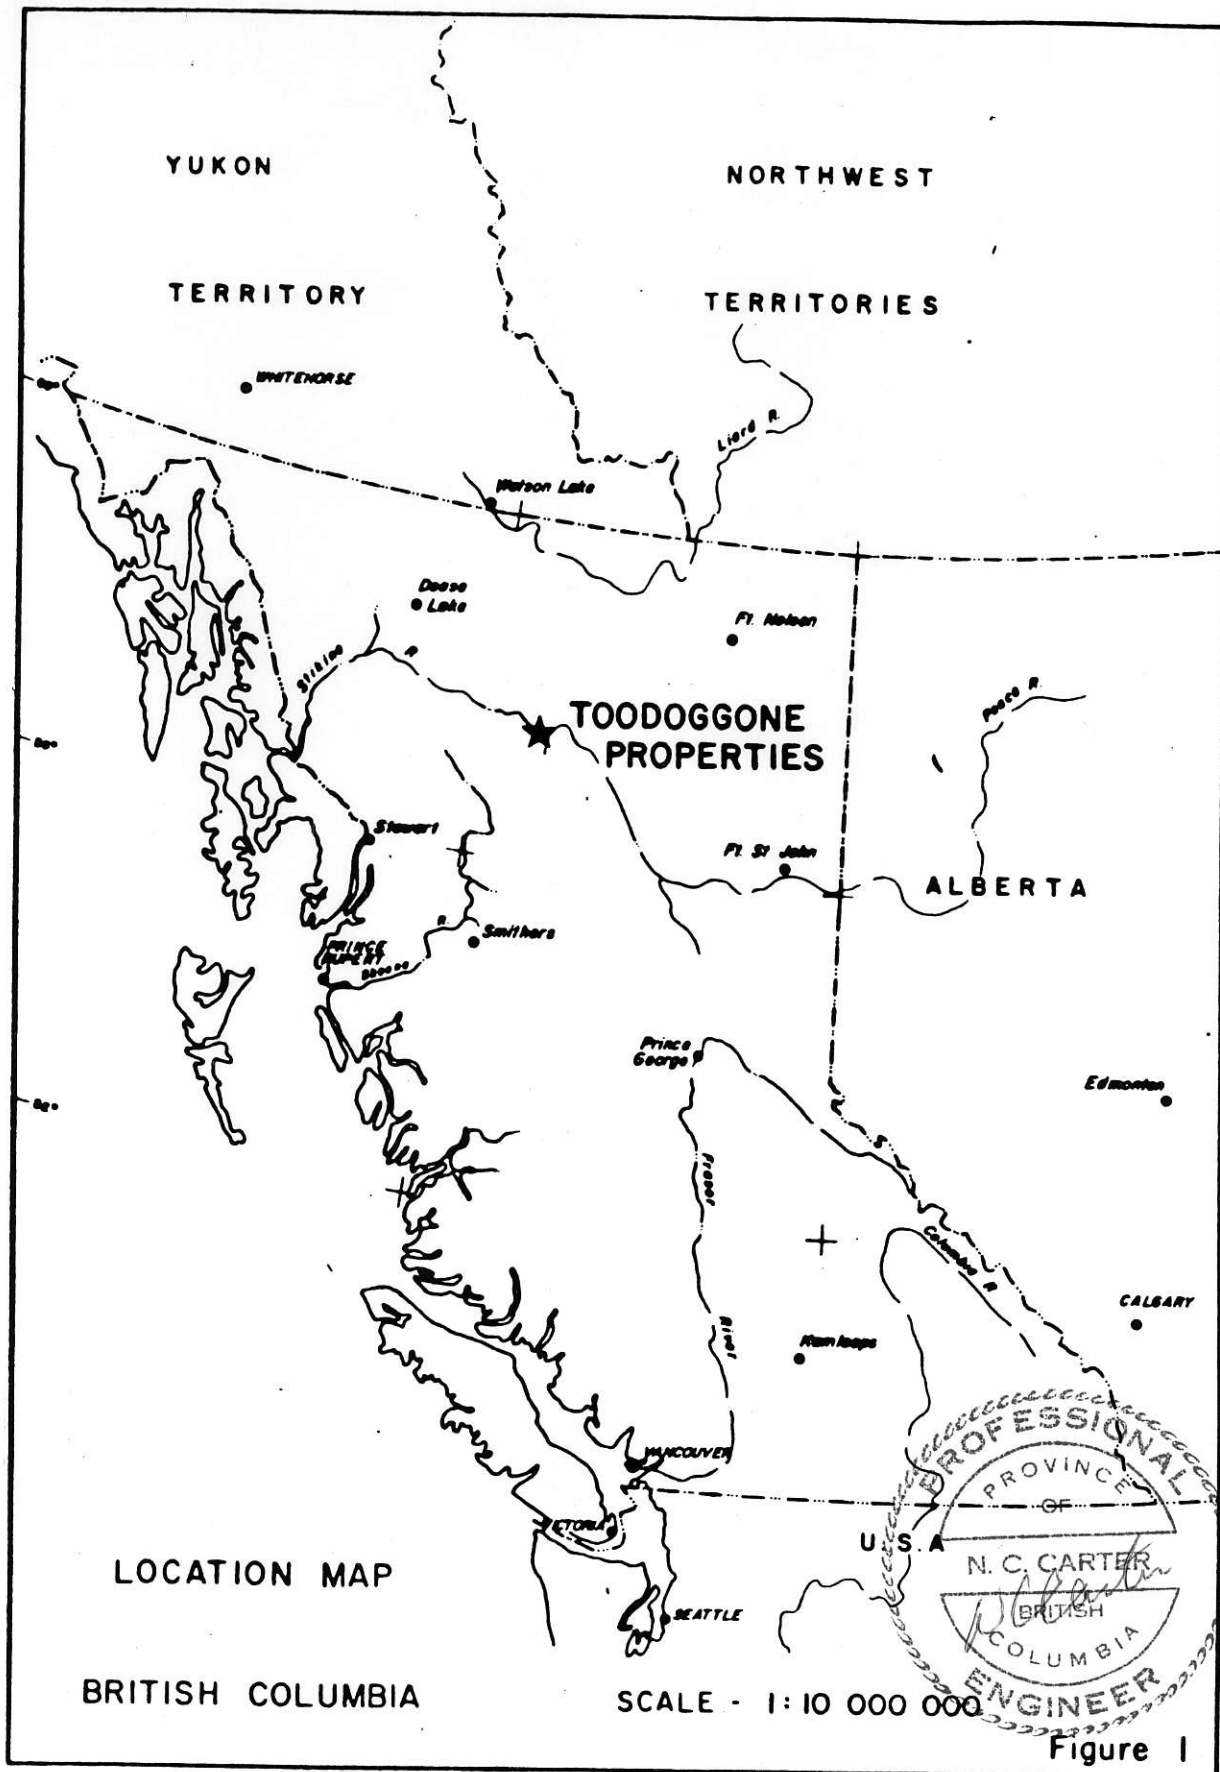 YUKON
NORTHWEST
TERRITORY
TERRITORIES
WHITEHORSE
Liard R.
Watson Lake
Dease
Lake
Ft. Nelson
Stikine R.
Peace R.
TOODOGGONE
PROPERTIES
Stewart
Ft. St. John
ALBERTA
R.
Smithers
PRINCE
RUPERT
Skeena
Prince
George
Edmonton
Fraser
River
Columbia R.
CALGARY
Kamloops
VANCOUVER
VICTORIA
U.S.A
SEATTLE
LOCATION MAP
BRITISH COLUMBIA
SCALE - 1:10 000 000
PROFESSIONAL
PROVINCE
OF
N. C. CARTER
BRITISH
COLUMBIA
ENGINEER
Figure 1